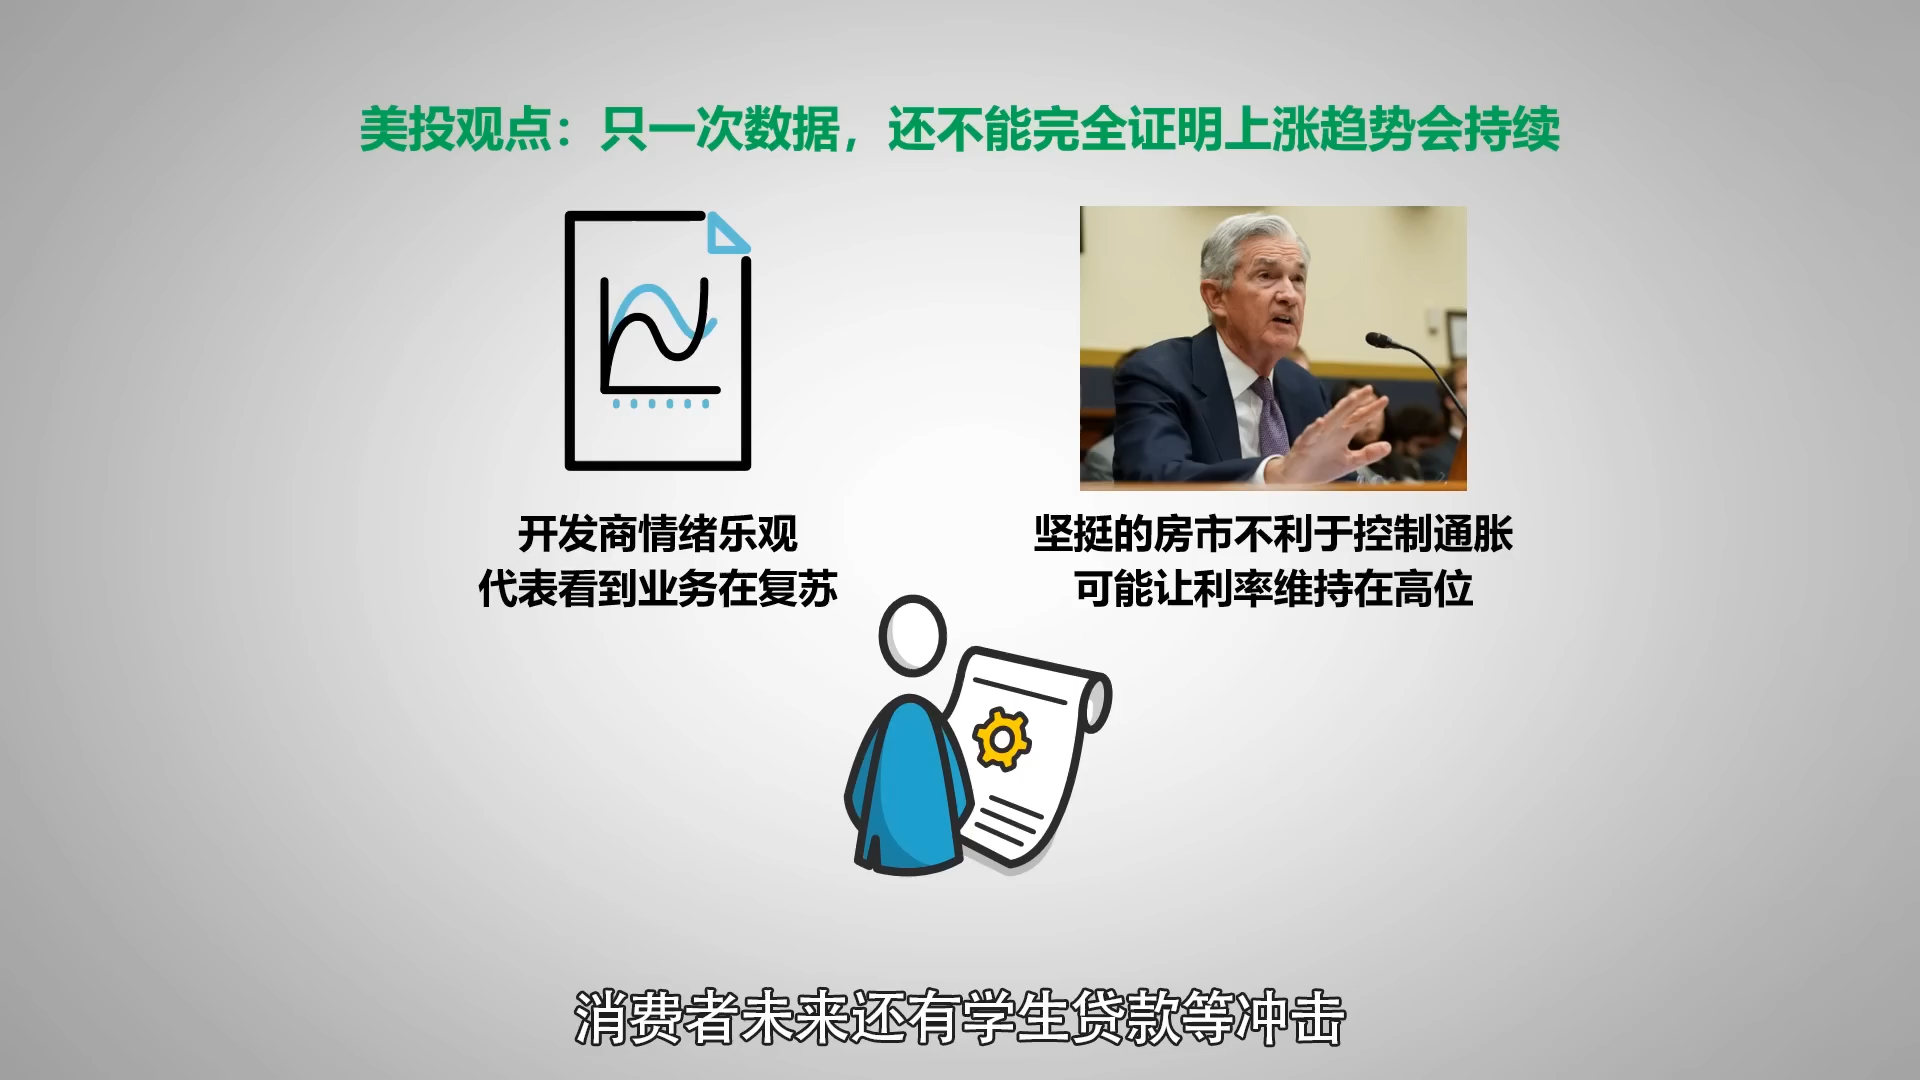 美投观点：只一次数据，还不能完全证明上涨趋势会持续
开发商情绪乐观
代表看到业务在复苏
坚挺的房市不利于控制通胀
可能让利率维持在高位
消费者未来还有学生贷款等冲击